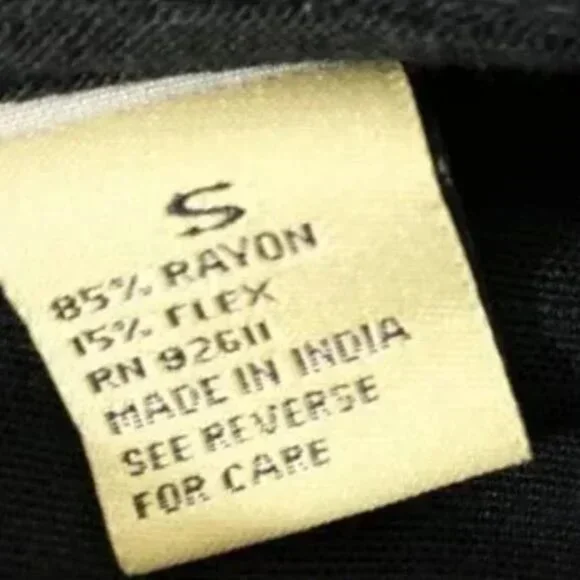 S
85% RAYON
15% FLEX
RN 92611
MADE IN INDIA
SEE REVERSE
FOR CARE